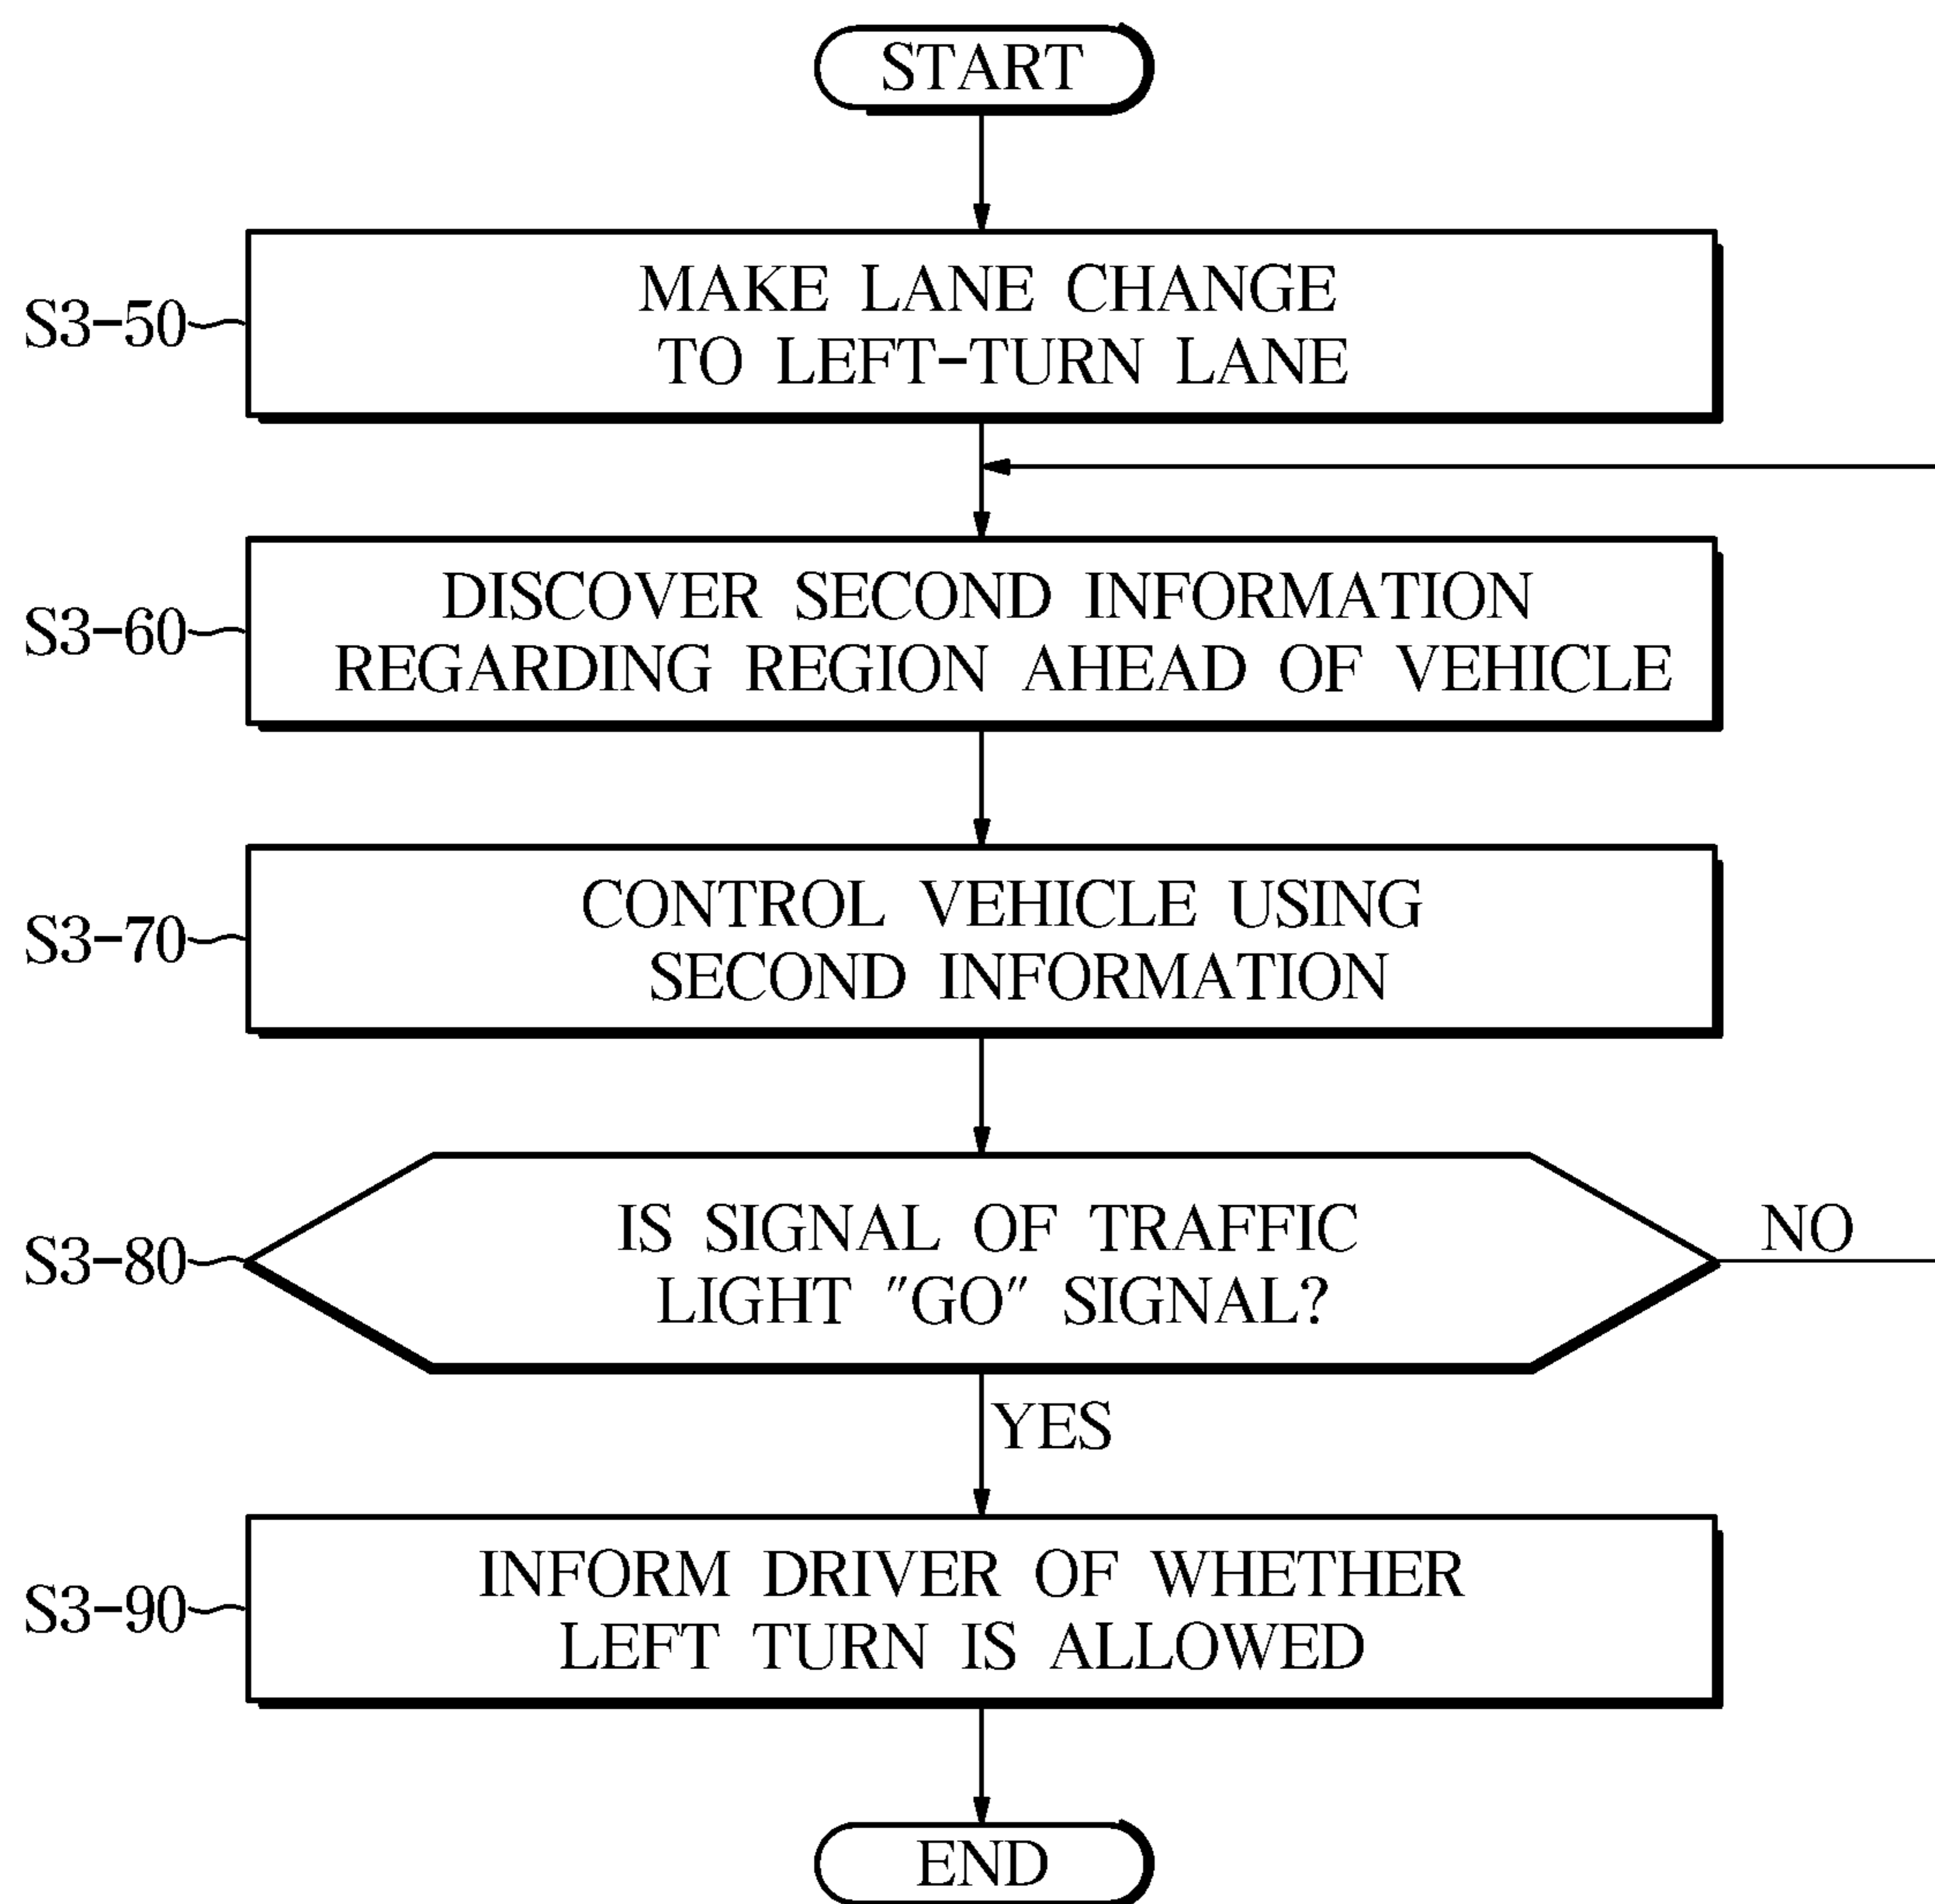 START
S3-50
MAKE LANE CHANGE
TO LEFT-TURN LANE
S3-60
DISCOVER SECOND INFORMATION
REGARDING REGION AHEAD OF VEHICLE
S3-70
CONTROL VEHICLE USING
SECOND INFORMATION
S3-80
IS SIGNAL OF TRAFFIC
LIGHT "GO" SIGNAL?
NO
YES
S3-90
INFORM DRIVER OF WHETHER
LEFT TURN IS ALLOWED
END